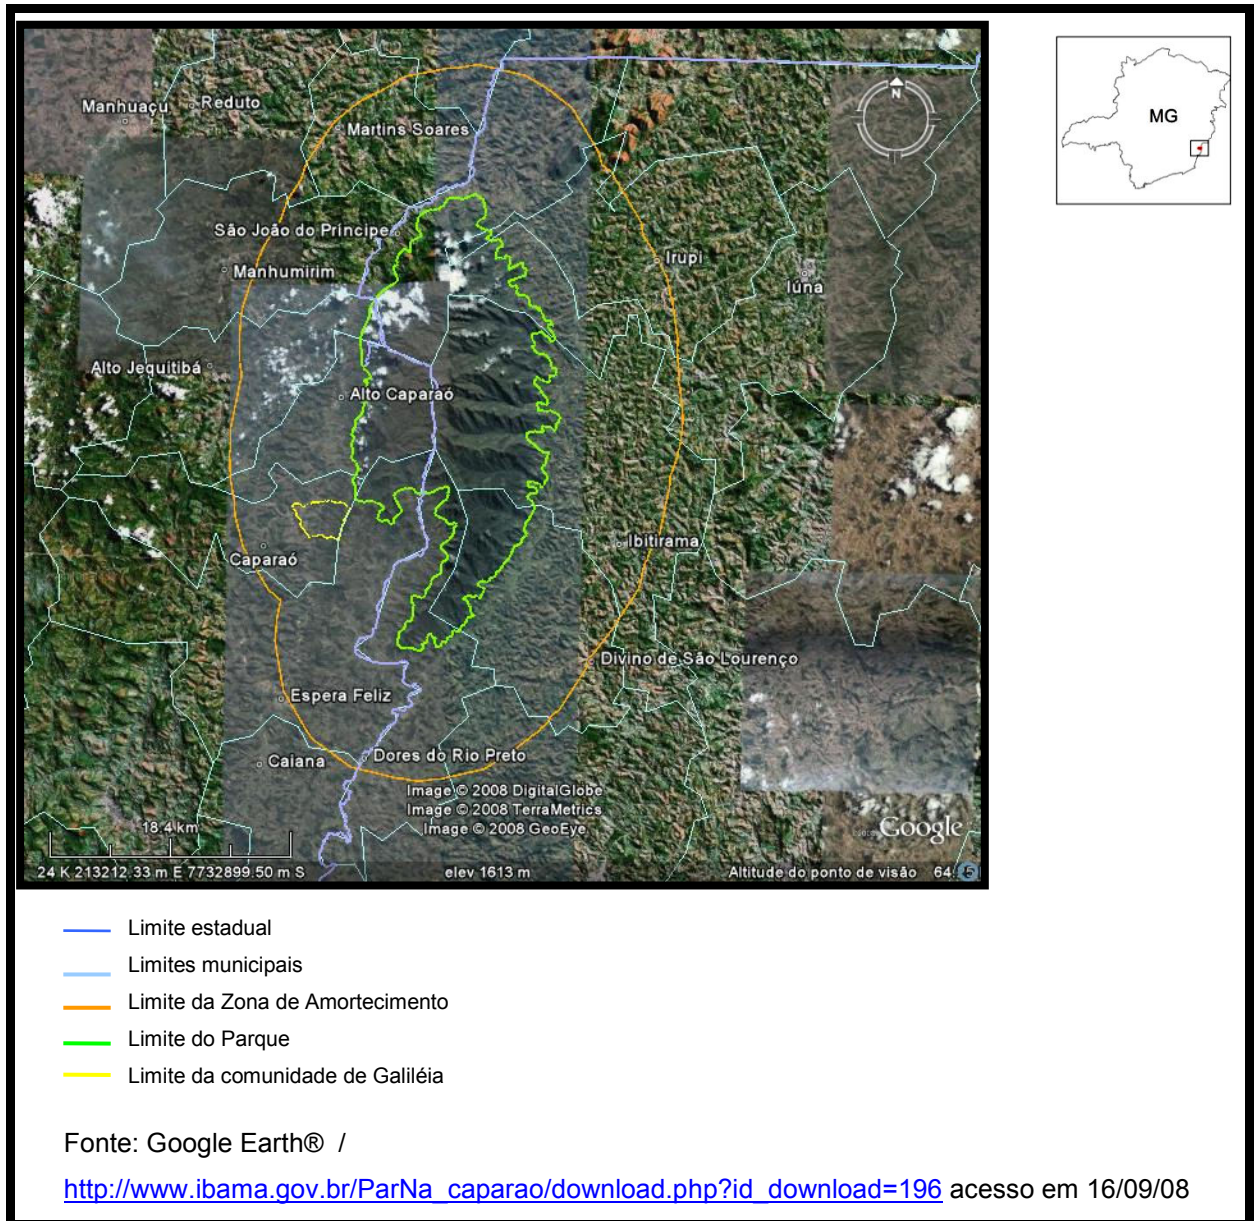 Manhuaçu
Reduto
Martins Soares
N
MG
São João do Príncipe
Manhumirim
Irupi
Iúna
Alto Jequitibá
Alto Caparaó
Caparaó
Ibitirama
Divino de São Lourenço
Espera Feliz
Caiana
Dores do Rio Preto
Image © 2008 DigitalGlobe
Image © 2008 TerraMetrics
Image © 2008 GeoEye
Google
18.4 km
24 K 213212.33 m E 7732899.50 m S
elev 1613 m
Altitude do ponto de visão
Limite estadual
Limites municipais
Limite da Zona de Amortecimento
Limite do Parque
Limite da comunidade de Galiléia
Fonte: Google Earth® /
http://www.ibama.gov.br/ParNa_caparao/download.php?id_download=196 acesso em 16/09/08